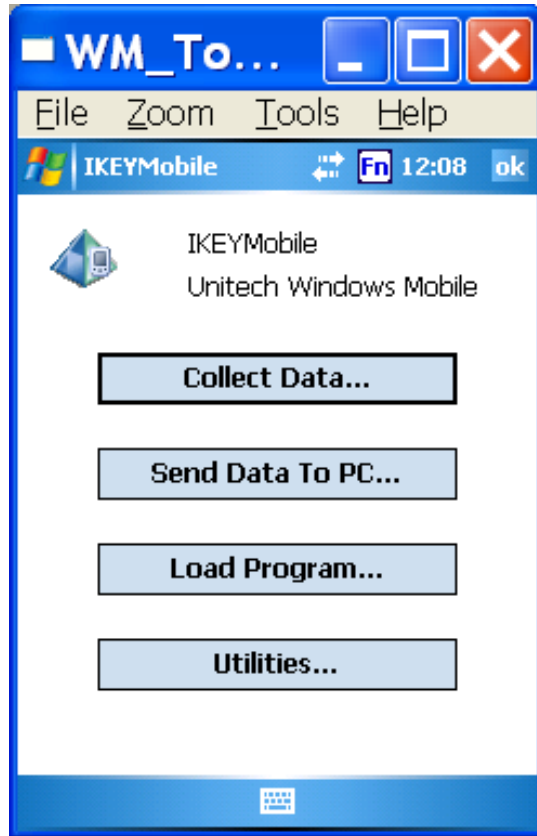 WM_To...
File Zoom Tools Help
IKEYMobile Fn 12:08 ok
IKEYMobile
Unitech Windows Mobile
Collect Data...
Send Data To PC...
Load Program...
Utilities...